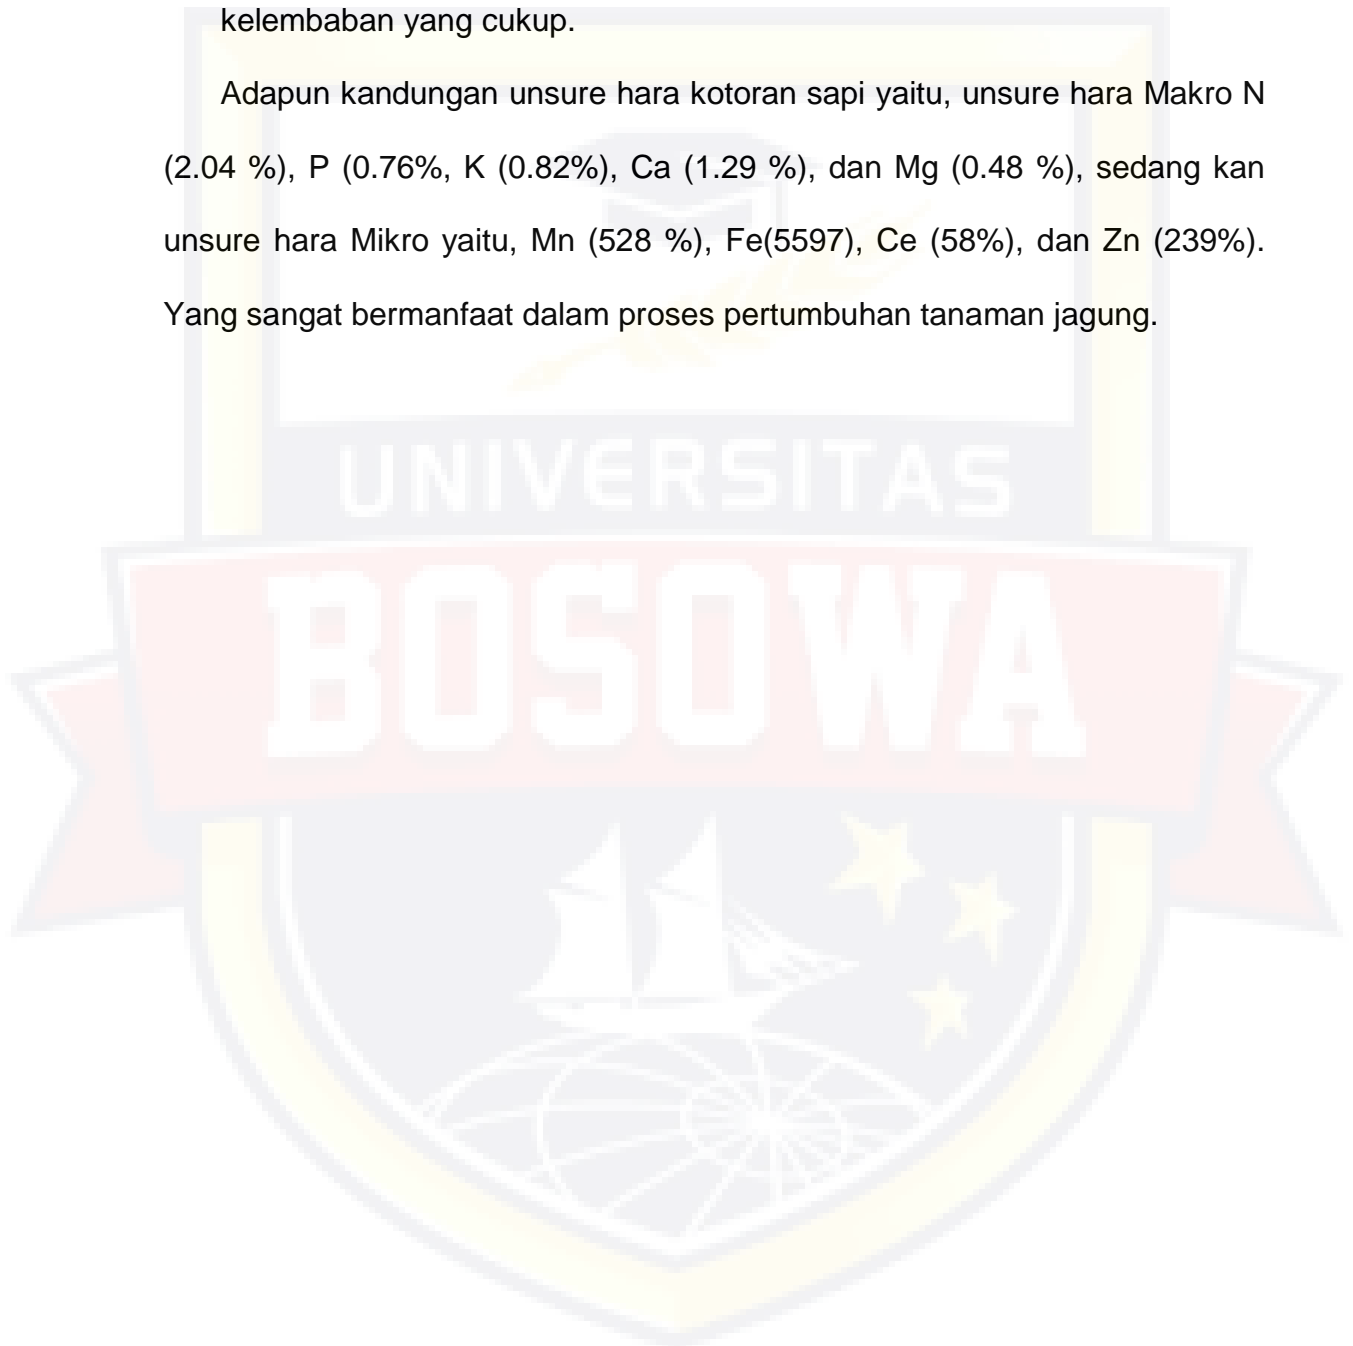 kelembaban yang cukup.
Adapun kandungan unsure hara kotoran sapi yaitu, unsure hara Makro N
(2.04 %), P (0.76%, K (0.82%), Ca (1.29 %), dan Mg (0.48 %), sedang kan
unsure hara Mikro yaitu, Mn (528 %), Fe(5597), Ce (58%), dan Zn (239%).
Yang sangat bermanfaat dalam proses pertumbuhan tanaman jagung.
UNIVERSITAS
BOSOWA